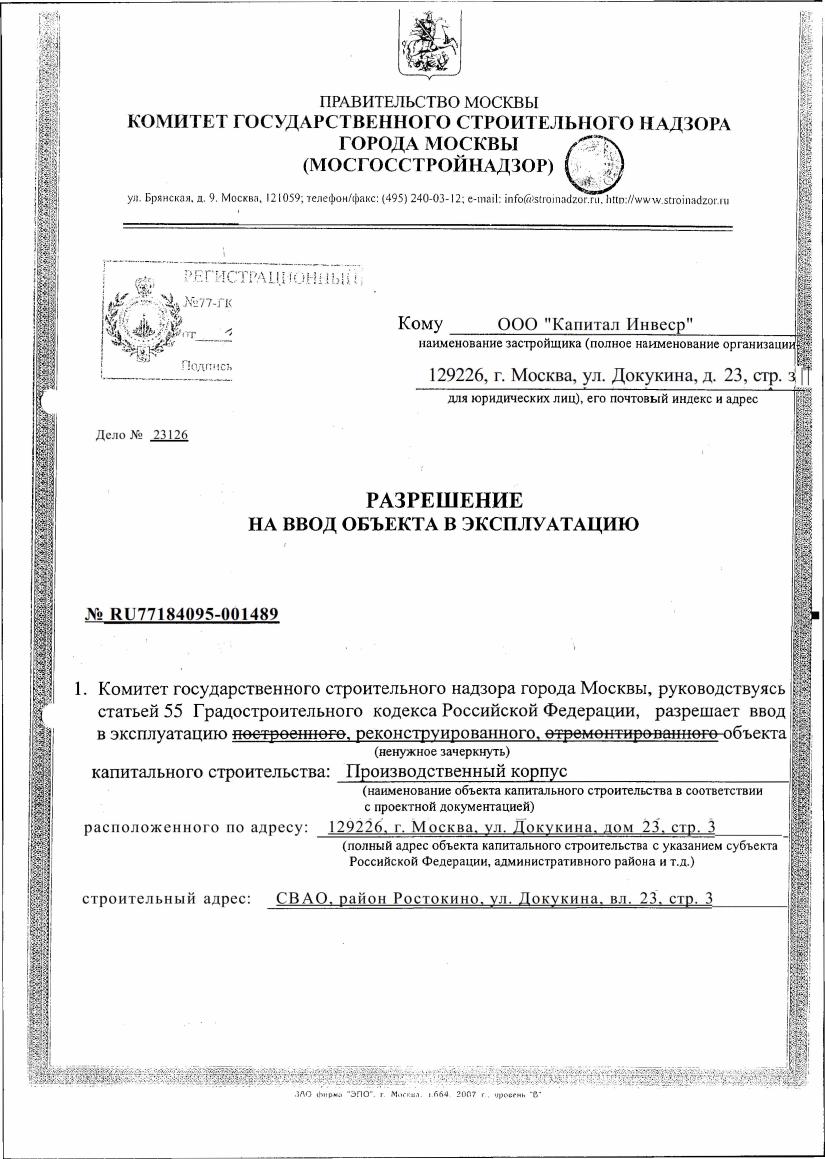 ПРАВИТЕЛЬСТВО МОСКВЫ
КОМИТЕТ ГОСУДАРСТВЕННОГО СТРОИТЕЛЬНОГО НАДЗОРА
ГОРОДА МОСКВЫ
(МОСГОССТРОЙНАДЗОР)
ул. Брянская, д. 9. Москва, 121059; телефон/факс: (495) 240-03-12; e-mail: info@stroinadzor.ru, http://www.stroinadzor.ru
РЕГИСТРАЦИОННЫЙ
№77-ГК
от
Подпись
Кому ООО "Капитал Инвеср"
наименование застройщика (полное наименование организации
129226, г. Москва, ул. Докукина, д. 23, стр. 3
для юридических лиц), его почтовый индекс и адрес
Дело № 23126
РАЗРЕШЕНИЕ
НА ВВОД ОБЪЕКТА В ЭКСПЛУАТАЦИЮ
№ RU77184095-001489
1. Комитет государственного строительного надзора города Москвы, руководствуясь
статьей 55 Градостроительного кодекса Российской Федерации, разрешает ввод
в эксплуатацию построенного, реконструированного, отремонтированного объекта
(ненужное зачеркнуть)
капитального строительства: Производственный корпус
(наименование объекта капитального строительства в соответствии
с проектной документацией)
расположенного по адресу: 129226, г. Москва, ул. Докукина, дом 23, стр. 3
(полный адрес объекта капитального строительства с указанием субъекта
Российской Федерации, административного района и т.д.)
строительный адрес: СВАО, район Ростокино, ул. Докукина, вл. 23, стр. 3
ЗАО фирма "ЭПО", г. Москва, з.664, 2007 г., уровень "В"